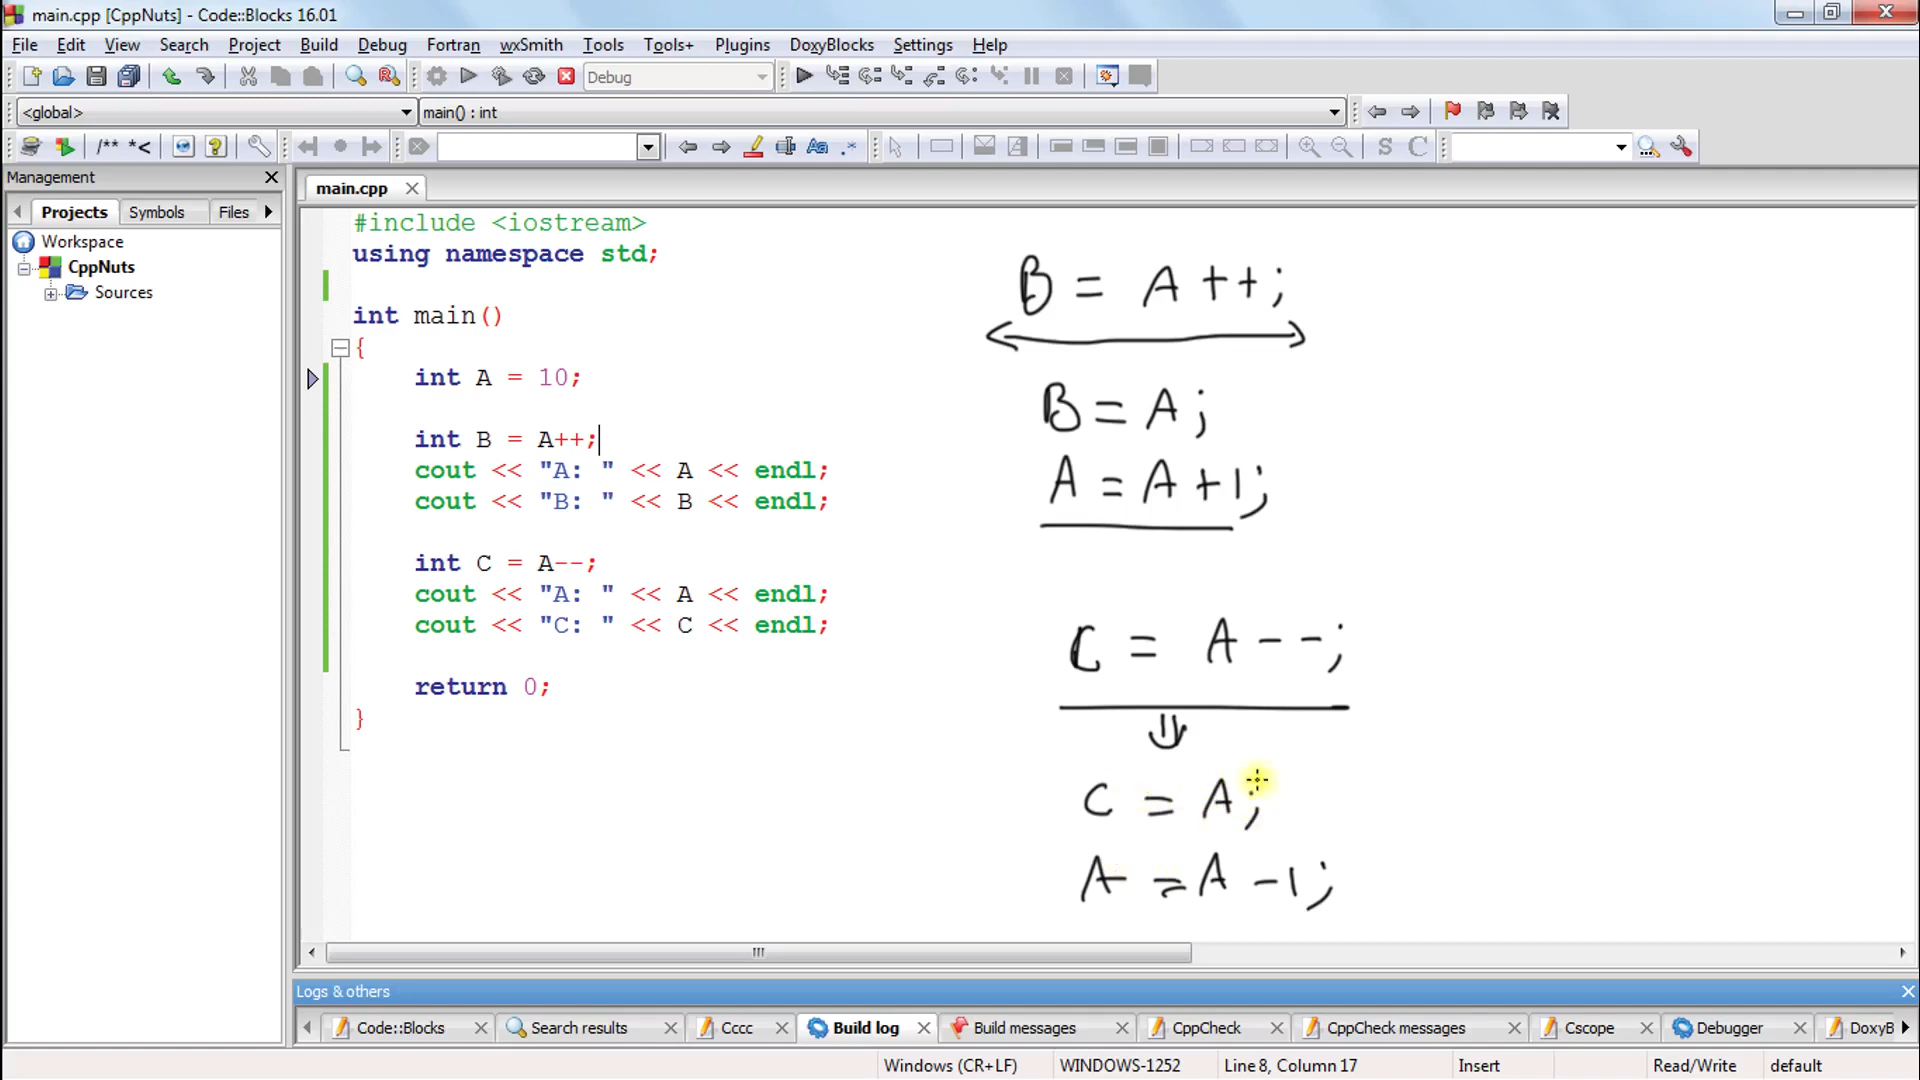 main.cpp [CppNuts] - Code::Blocks 16.01
File Edit View Search Project Build Debug Fortran wxSmith Tools Tools+ Plugins DoxyBlocks Settings Help
Debug
<global> main() : int
/** *< Aa .* S C
Management
Projects Symbols Files
Workspace
CppNuts
Sources
main.cpp
#include <iostream>
using namespace std;
int main()
{
int A = 10;
int B = A++;
cout << "A: " << A << endl;
cout << "B: " << B << endl;
int C = A--;
cout << "A: " << A << endl;
cout << "C: " << C << endl;
return 0;
}
B = A++;
B = A;
A = A+1;
C = A--;
C = A;
A = A-1;
Logs & others
Code::Blocks Search results Cccc Build log Build messages CppCheck CppCheck messages Cscope Debugger DoxyB
Windows (CR+LF) WINDOWS-1252 Line 8, Column 17 Insert Read/Write default